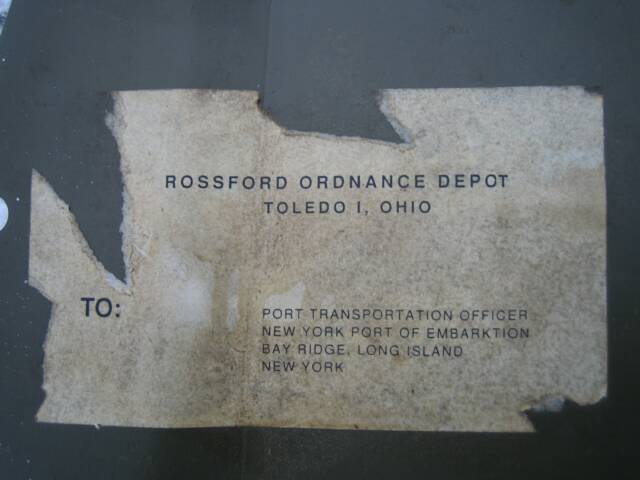 ROSSFORD ORDNANCE DEPOT
TOLEDO I, OHIO
TO:
PORT TRANSPORTATION OFFICER
NEW YORK PORT OF EMBARKTION
BAY RIDGE, LONG ISLAND
NEW YORK